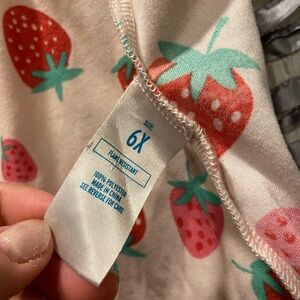 SIZE:
6X
FLAME RESISTANT
100% POLYESTER
MADE IN CHINA
SEE REVERSE FOR CARE